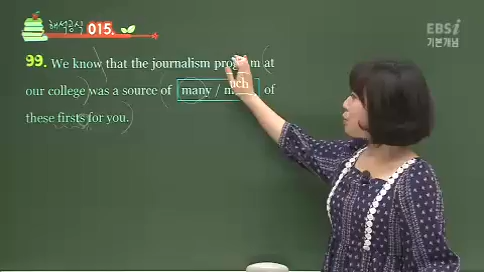 해석공식 015.
EBSi
기본개념
99. We know that the journalism program at
our college was a source of many / much of
these firsts for you.